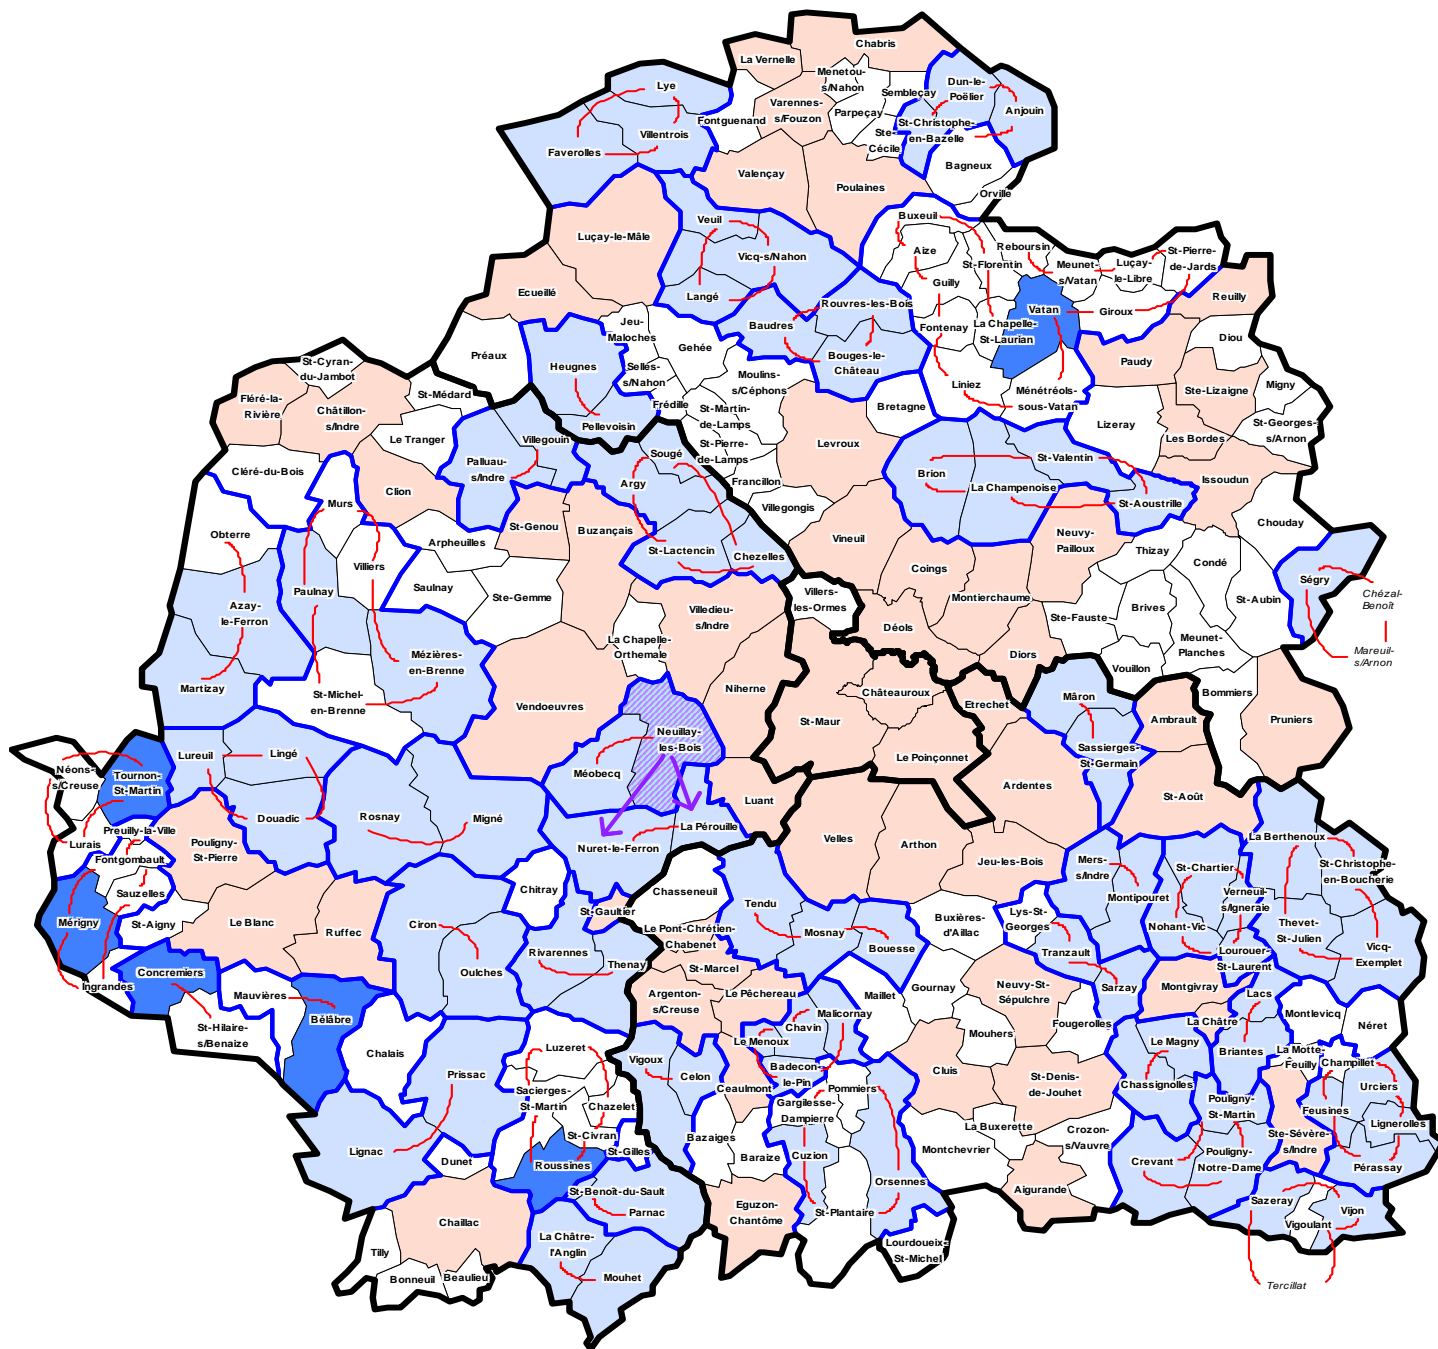 Chabris
La Vernelle
Menetou-
s/Nahon
Lye
Dun-le-
Poëlier
Sembleçay
Varennes-
s/Fouzon
Anjouin
Parpeçay
Fontguenand
St-Christophe-
en-Bazelle
Villentrois
Ste-
Cécile
Faverolles
Bagneux
Valençay
Poulaines
Orville
Veuil
Buxeuil
Luçay-le-Mâle
Aize
Reboursin
St-Pierre-
de-Jards
Vicq-s/Nahon
St-Florentin
Meunet-
s/Vatan
Luçay-
le-Libre
Guilly
Ecueillé
Langé
Rouvres-les-Bois
Reuilly
Vatan
Giroux
Jeu-
Maloches
Baudres
Fontenay
La Chapelle-
St-Laurian
Diou
Gehée
Préaux
Bouges-le-
Château
Paudy
St-Cyran-
du-Jambot
Heugnes
Selles-
s/Nahon
Moulins-
s/Céphons
Liniez
Ménétréols-
sous-Vatan
Ste-Lizaigne
Migny
St-Médard
Fléré-la-
Rivière
Châtillon-
s/Indre
Frédille
St-Martin-
de-Lamps
Bretagne
Pellevoisin
Lizeray
St-Georges-
s/Arnon
Le Tranger
Villegouin
St-Pierre-
de-Lamps
Levroux
Les Bordes
Sougé
Palluau-
s/Indre
St-Valentin
Cléré-du-Bois
Brion
Argy
Francillon
La Champenoise
Issoudun
Clion
Murs
Villegongis
St-Aoustrille
St-Genou
Buzançais
Chouday
Obterre
Arpheuilles
Vineuil
Neuvy-
Pailloux
St-Lactencin
Chezelles
Thizay
Villiers
Condé
Coings
Ségry
Saulnay
Villers-
les-Ormes
Paulnay
Ste-Gemme
Montierchaume
Chézal-
Benoît
Azay-
le-Ferron
Villedieu-
s/Indre
Brives
St-Aubin
Ste-Fauste
Déols
La Chapelle-
Orthemale
Meunet-
Planches
Mareuil-
s/Arnon
Mézières-
en-Brenne
Diors
Vouillon
Martizay
St-Michel-
en-Brenne
Niherne
Châteauroux
Mâron
Bommiers
Vendoeuvres
Etrechet
St-Maur
Ambrault
Pruniers
Neuillay-
les-Bois
Sassierges-
St-Germain
Lureuil
Lingé
Le Poinçonnet
Néons-
s/Creuse
Tournon-
St-Martin
Méobecq
Ardentes
Luant
St-Août
Douadic
Rosnay
Migné
La Pérouille
Preuilly-la-Ville
Lurais
Pouligny-
St-Pierre
Nuret-le-Ferron
Velles
Arthon
La Berthenoux
Fontgombault
Jeu-les-Bois
Mers-
s/Indre
St-Chartier
St-Christophe-
en-Boucherie
Sauzelles
Chitray
Chasseneuil
Verneuil-
s/Igneraie
Mérigny
St-Aigny
Le Blanc
St-Gaultier
Tendu
Buxières-
d'Aillac
Lys-St-
Georges
Montipouret
Ruffec
Ciron
Le Pont-Chrétien-
Chabenet
Mosnay
Nohant-Vic
Thevet-
St-Julien
Bouesse
Vicq-
Exemplet
Rivarennes
Thenay
Tranzault
Lourouer-
St-Laurent
Oulches
St-Marcel
Concremiers
Ingrandes
Sarzay
Montgivray
Mauvières
Argenton-
s/Creuse
Le Pêchereau
Maillet
Gournay
Neuvy-St-
Sépulchre
Lacs
Bélâbre
Malicornay
Fougerolles
La Châtre
Montlevicq
Néret
St-Hilaire-
s/Benaize
Chavin
Mouhers
Le Menoux
Le Magny
Briantes
La Motte-
Feuilly
Chalais
Luzeret
Vigoux
Celon
Badecon-
le-Pin
Cluis
Champillet
Prissac
Ceaulmont
Pommiers
St-Denis-
de-Jouhet
Chassignolles
Urciers
Sacierges-
St-Martin
Chazelet
Gargilesse-
Dampierre
Pouligny-
St-Martin
Feusines
Lignerolles
La Buxerette
St-Civran
Bazaiges
Crozon-
s/Vauvre
Ste-Sévère-
s/Indre
Lignac
St-Gilles
Baraize
Cuzion
Montchevrier
Pouligny-
Notre-Dame
Dunet
Roussines
Crevant
Pérassay
St-Benoît-du-Sault
Orsennes
Aigurande
Sazeray
Parnac
Eguzon-
Chantôme
St-Plantaire
Vijon
Chaillac
Vigoulant
La Châtre-
l'Anglin
Lourdoueix-
St-Michel
Tilly
Bonneuil
Beaulieu
Mouhet
Tercillat